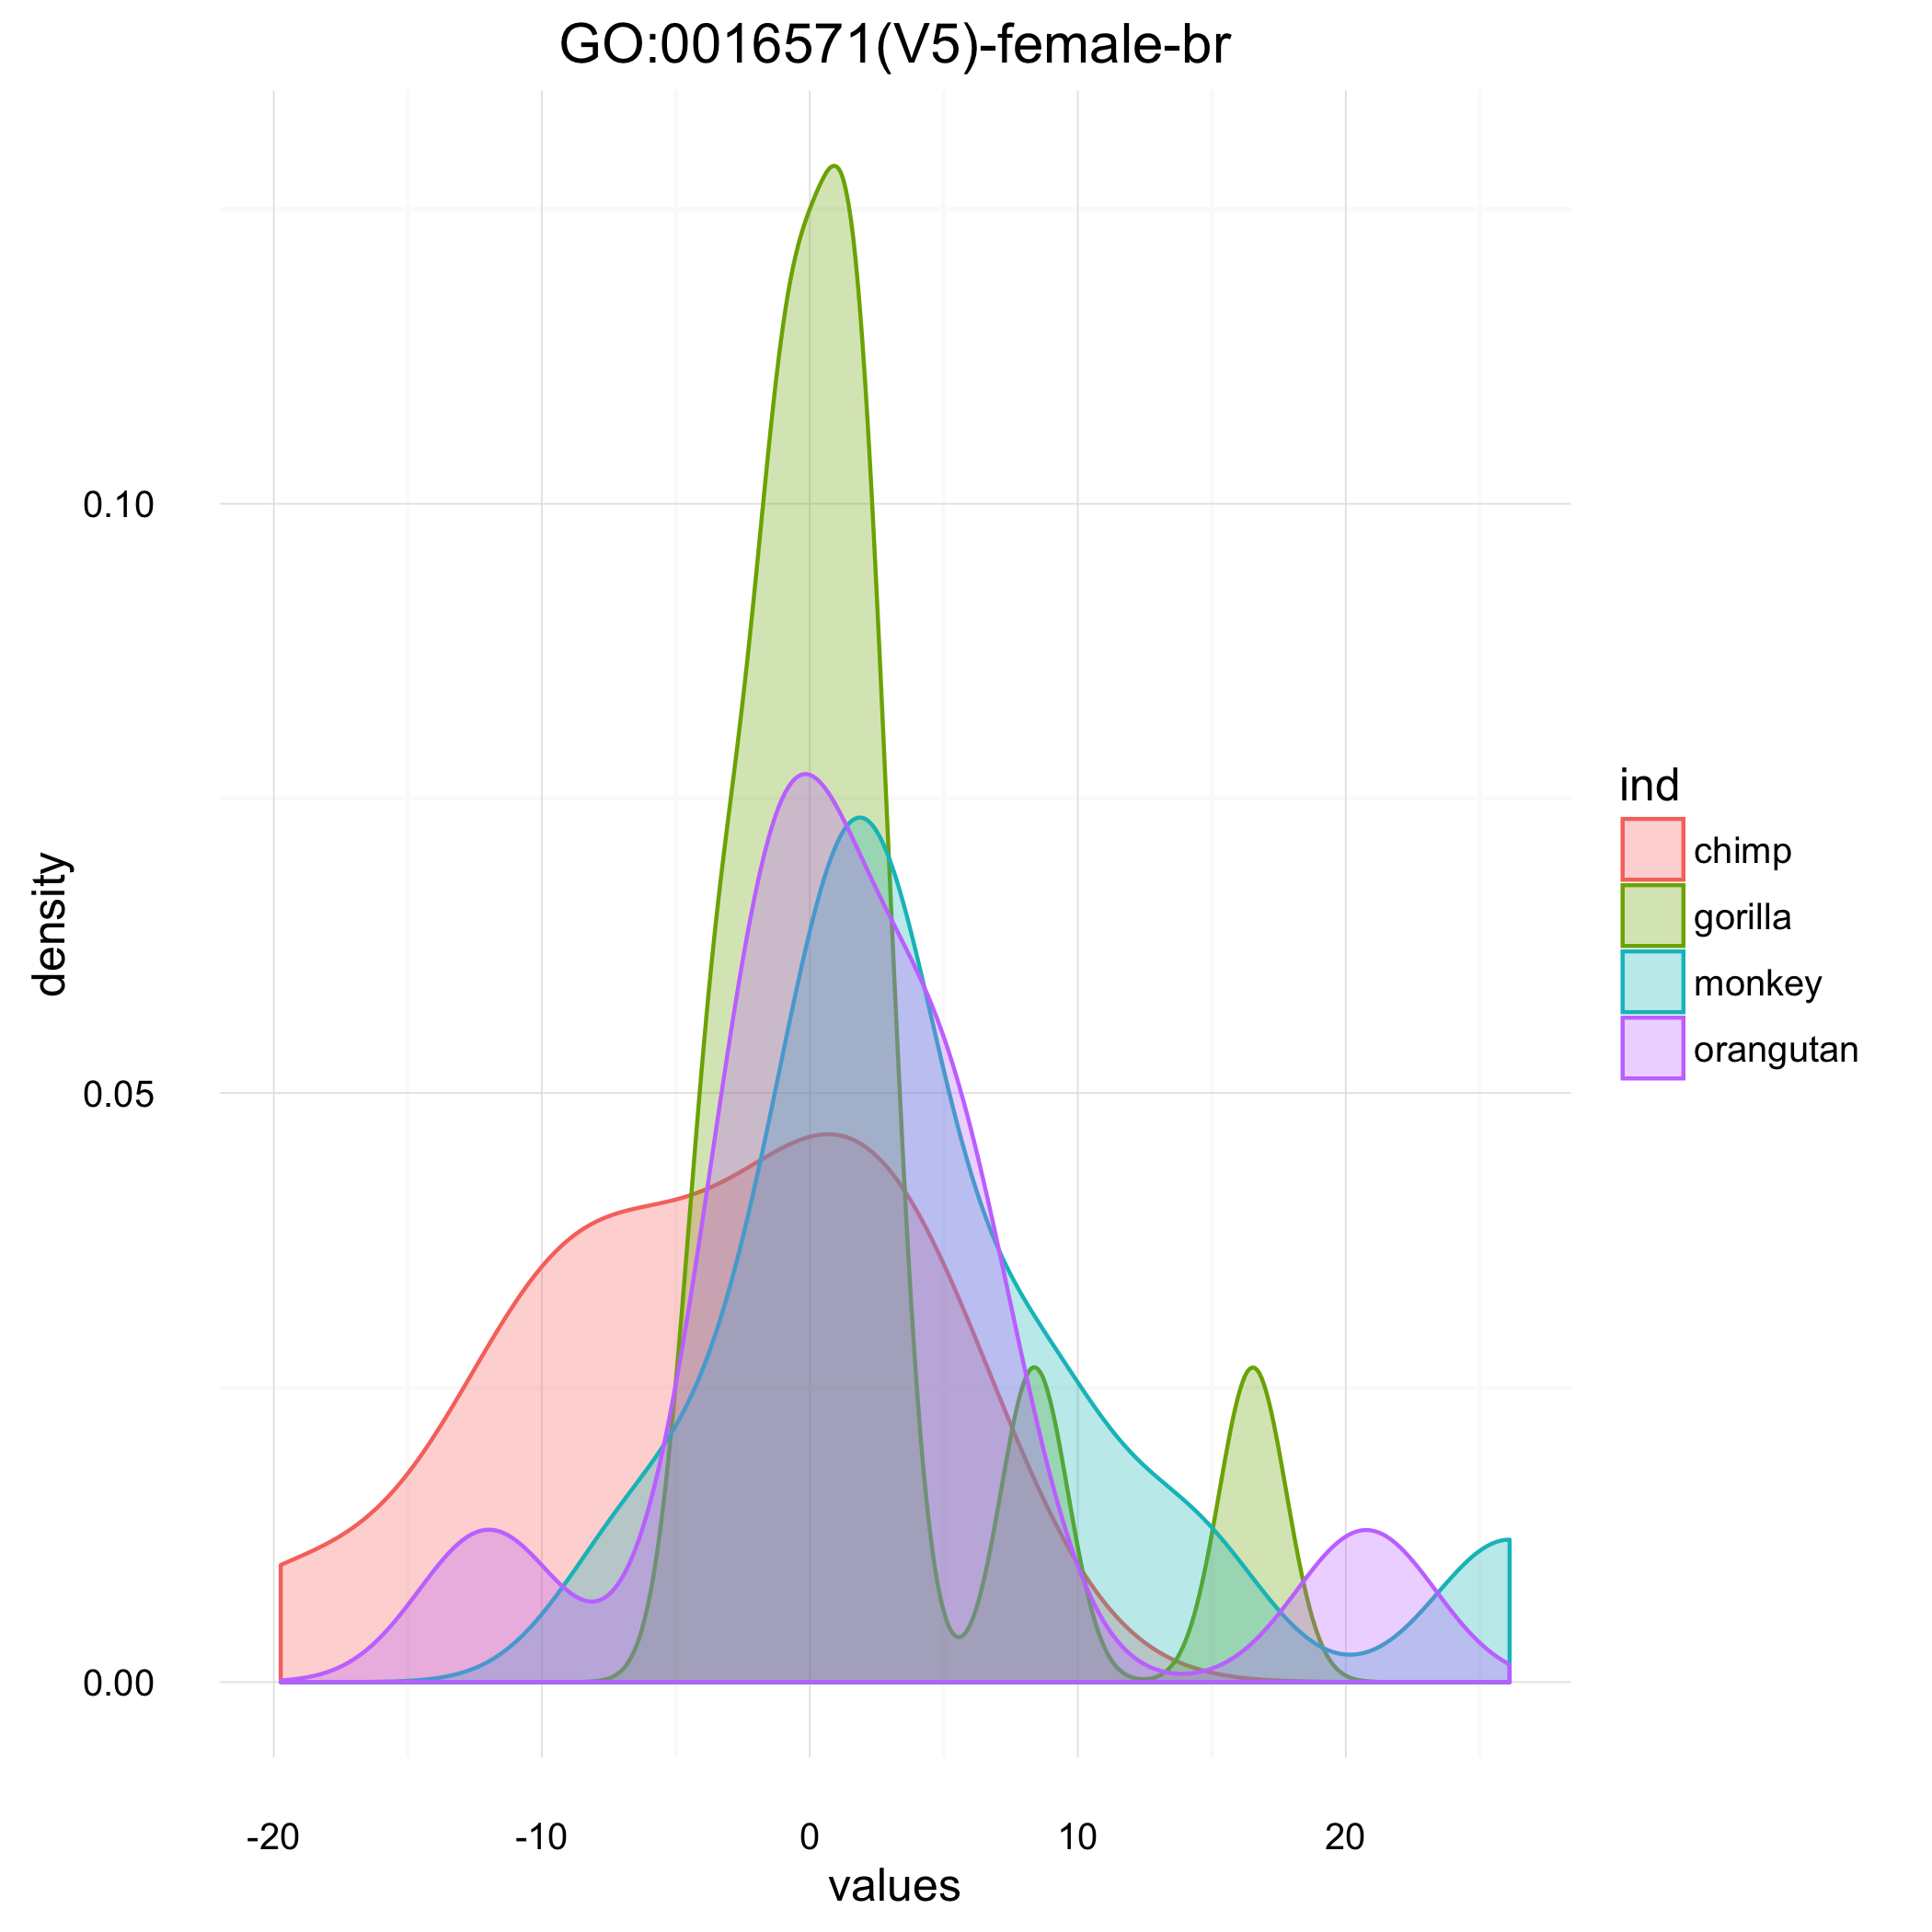 GO:0016571(V5)-female-br
density
0.10
0.05
0.00
-20 -10 0 10 20
values
ind
chimp
gorilla
monkey
orangutan